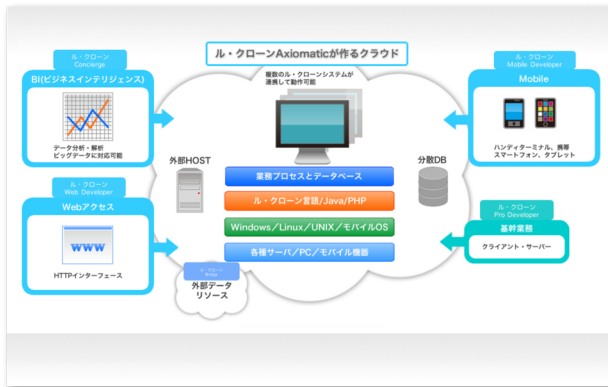 ル・クローンAxiomaticが作るクラウド
ル・クローン
Concierge
BI(ビジネスインテリジェンス)
データ分析・解析
ビッグデータに対応可能
ル・クローン
Web Developer
Webアクセス
www
HTTPインターフェース
複数のル・クローンシステムが
連携して動作可能
外部HOST
分散DB
業務プロセスとデータベース
ル・クローン言語/Java/PHP
Windows／Linux／UNIX／モバイルOS
各種サーバ／PC／モバイル機器
ル・クローン
外部データ
リソース
ル・クローン
Mobile Developer
Mobile
ハンディターミナル、携帯
スマートフォン、タブレット
ル・クローン
Pro Developer
基幹業務
クライアント・サーバー